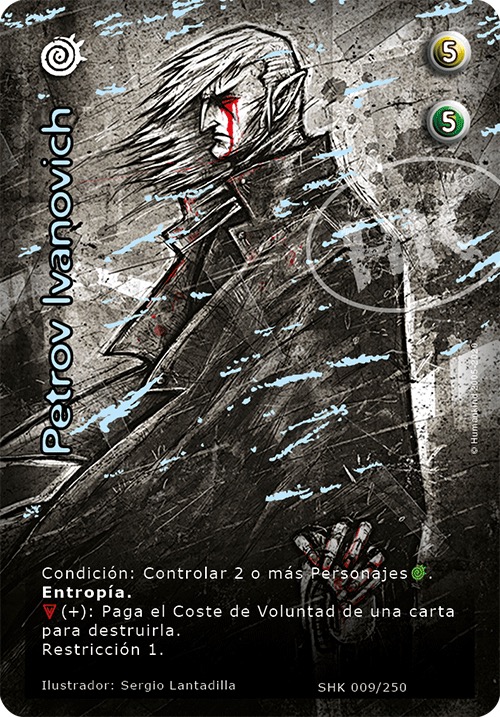 5
5
Petrov Ivanovich
Condición: Controlar 2 o más Personajes.
Entropía.
(+): Paga el Coste de Voluntad de una carta
para destruirla.
Restricción 1.
Ilustrador: Sergio Lantadilla
SHK 009/250